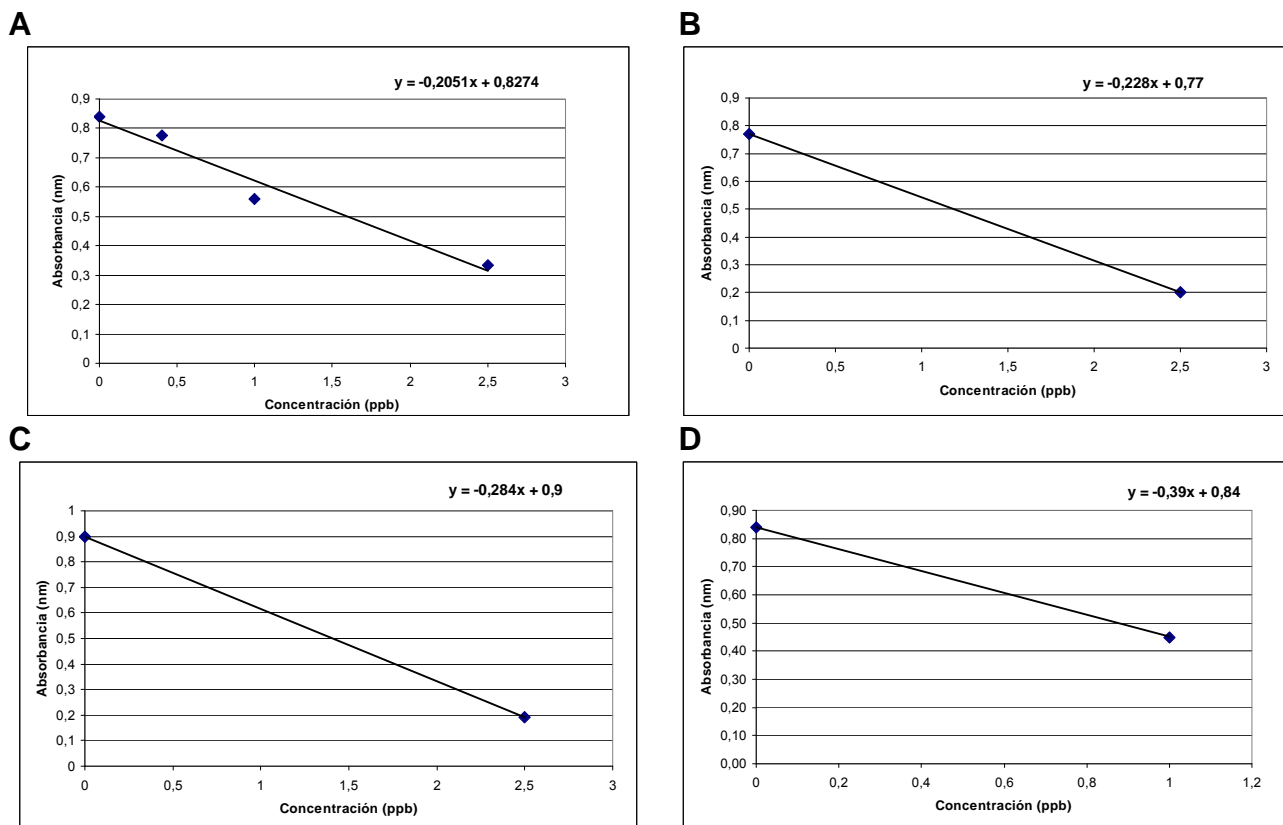 A
y = -0,2051x + 0,8274
0,9
0,8
0,7
0,6
0,5
0,4
0,3
0,2
0,1
0
0 0,5 1 1,5 2 2,5 3
Absorbancia (nm)
Concentración (ppb)
B
y = -0,228x + 0,77
0,9
0,8
0,7
0,6
0,5
0,4
0,3
0,2
0,1
0
0 0,5 1 1,5 2 2,5 3
Absorbancia (nm)
Concentración (ppb)
C
y = -0,284x + 0,9
1
0,9
0,8
0,7
0,6
0,5
0,4
0,3
0,2
0,1
0
0 0,5 1 1,5 2 2,5 3
Absorbancia (nm)
Concentración (ppb)
D
y = -0,39x + 0,84
0,90
0,80
0,70
0,60
0,50
0,40
0,30
0,20
0,10
0,00
0 0,2 0,4 0,6 0,8 1 1,2
Absorbancia (nm)
Concentración (ppb)